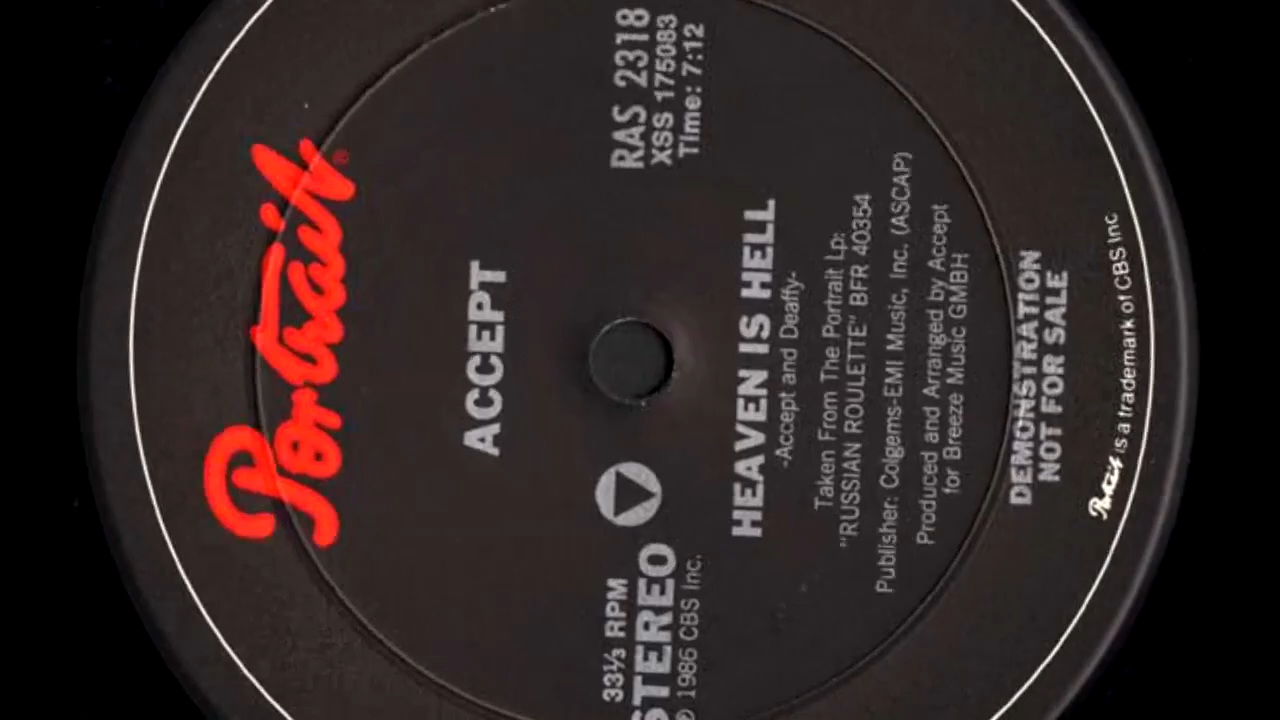 Portrait®
ACCEPT
33⅓ RPM
STEREO
℗ 1986 CBS Inc.
RAS 2318
XSS 175083
Time: 7:12
HEAVEN IS HELL
-Accept and Deaffy-
Taken From The Portrait Lp:
"RUSSIAN ROULETTE" BFR 40354
Publisher: Colgems-EMI Music, Inc. (ASCAP)
Produced and Arranged by Accept
for Breeze Music GMBH
DEMONSTRATION
NOT FOR SALE
Portrait is a trademark of CBS Inc